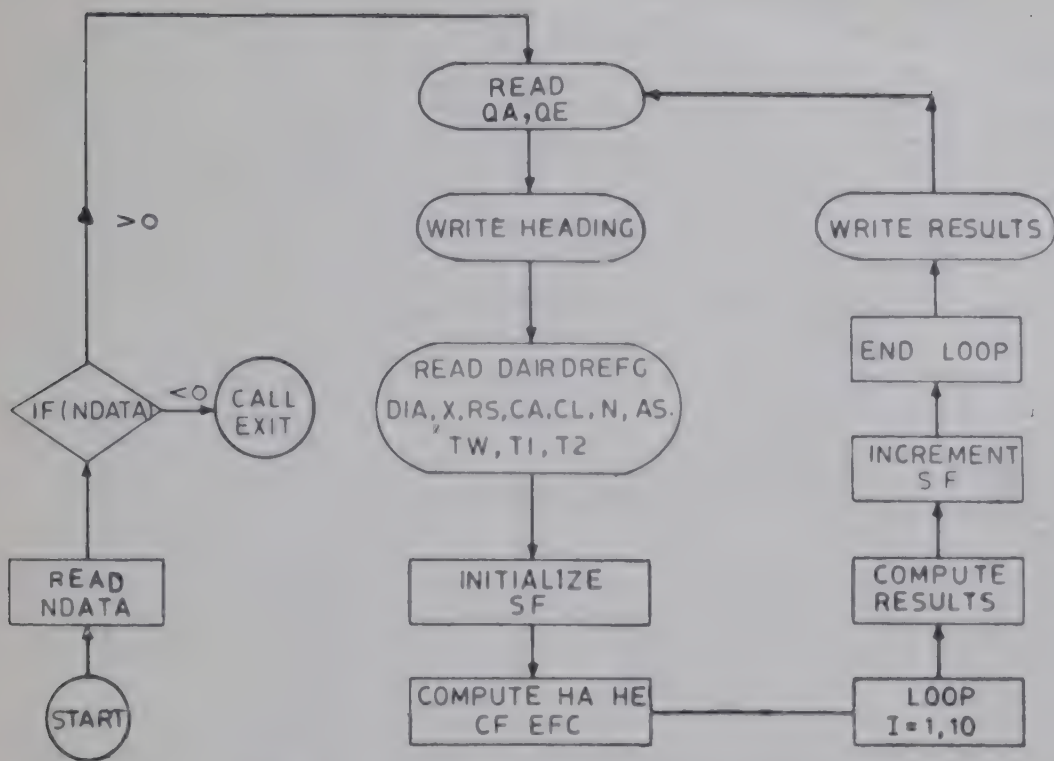 START
READ
NDATA
IF (NDATA)
<0
CALL
EXIT
>0
READ
QA, QE
WRITE HEADING
READ DAIRDREFG
DIA, X, RS, CA, CL, N, AS.
TW, T1, T2
INITIALIZE
SF
COMPUTE HA HE
CF EFC
LOOP
I = 1, 10
COMPUTE
RESULTS
INCREMENT
SF
END LOOP
WRITE RESULTS